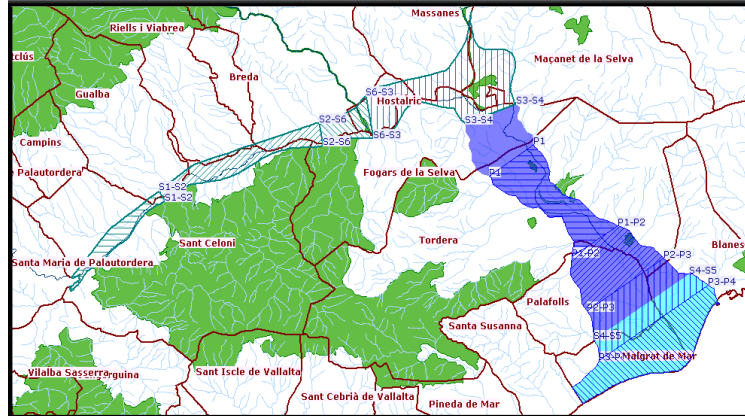 Massanes
Riells i Viabrea
Maçanet de la Selva
Breda
Gualba
S6-S3
Hostalric
S3-S4
S2-S6
S3-S4
S6-S3
Campins
S2-S6
P1
Palautordera
Fogars de la Selva
P1
S1-S2
S1-S2
P1-P2
Sant Celoni
Tordera
Blanes
P1-P2
P2-P3
Santa Maria de Palautordera
S4-S5
P3-P4
Palafolls
P2-P3
Santa Susanna
S4-S5
Malgrat de Mar
Vilalba Sasserra
Sant Iscle de Vallalta
Sant Cebrià de Vallalta
Pineda de Mar